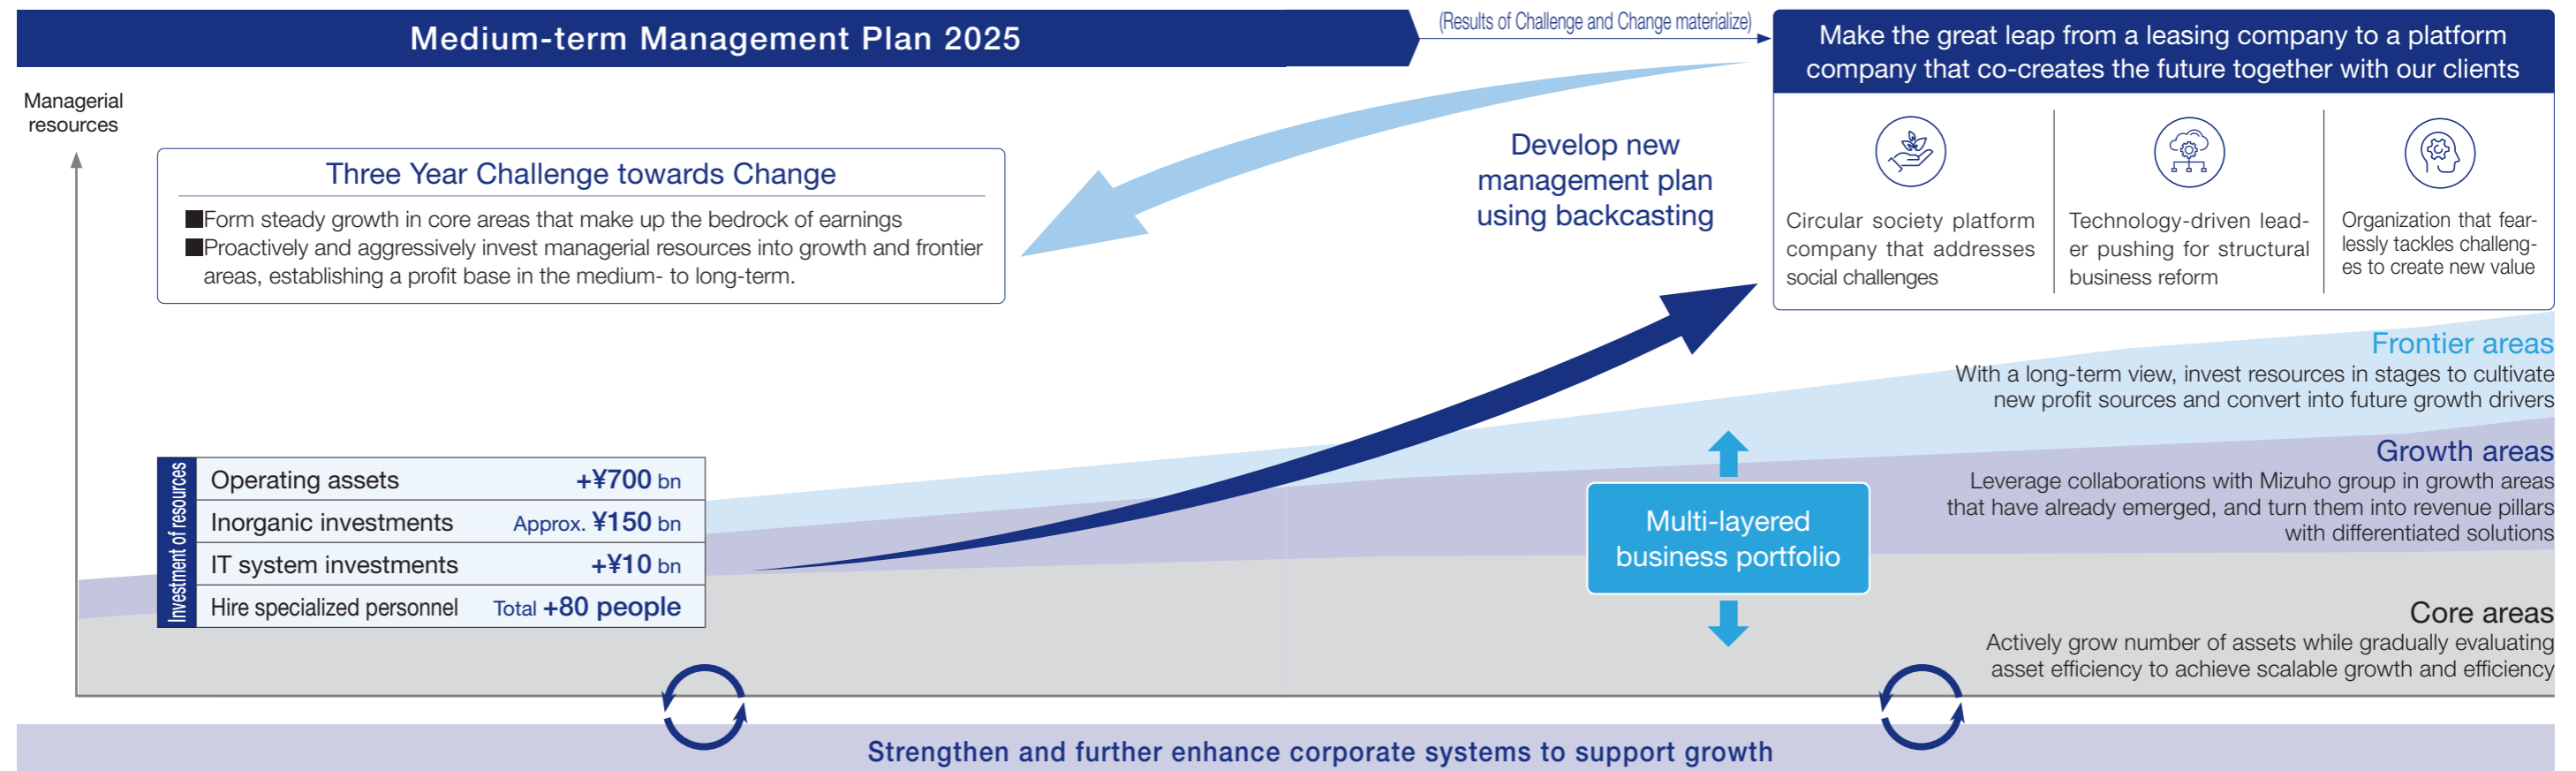 Medium-term Management Plan 2025
(Results of Challenge and Change materialize)
Make the great leap from a leasing company to a platform
company that co-creates the future together with our clients
Managerial
resources
Three Year Challenge towards Change
■Form steady growth in core areas that make up the bedrock of earnings
■Proactively and aggressively invest managerial resources into growth and frontier
areas, establishing a profit base in the medium- to long-term.
Develop new
management plan
using backcasting
Circular society platform
company that addresses
social challenges
Technology-driven lead-
er pushing for structural
business reform
Organization that fear-
lessly tackles challeng-
es to create new value
Frontier areas
With a long-term view, invest resources in stages to cultivate
new profit sources and convert into future growth drivers
Growth areas
Leverage collaborations with Mizuho group in growth areas
that have already emerged, and turn them into revenue pillars
with differentiated solutions
Investment of resources
Operating assets +¥700 bn
Inorganic investments Approx. ¥150 bn
IT system investments +¥10 bn
Hire specialized personnel Total +80 people
Multi-layered
business portfolio
Core areas
Actively grow number of assets while gradually evaluating
asset efficiency to achieve scalable growth and efficiency
Strengthen and further enhance corporate systems to support growth